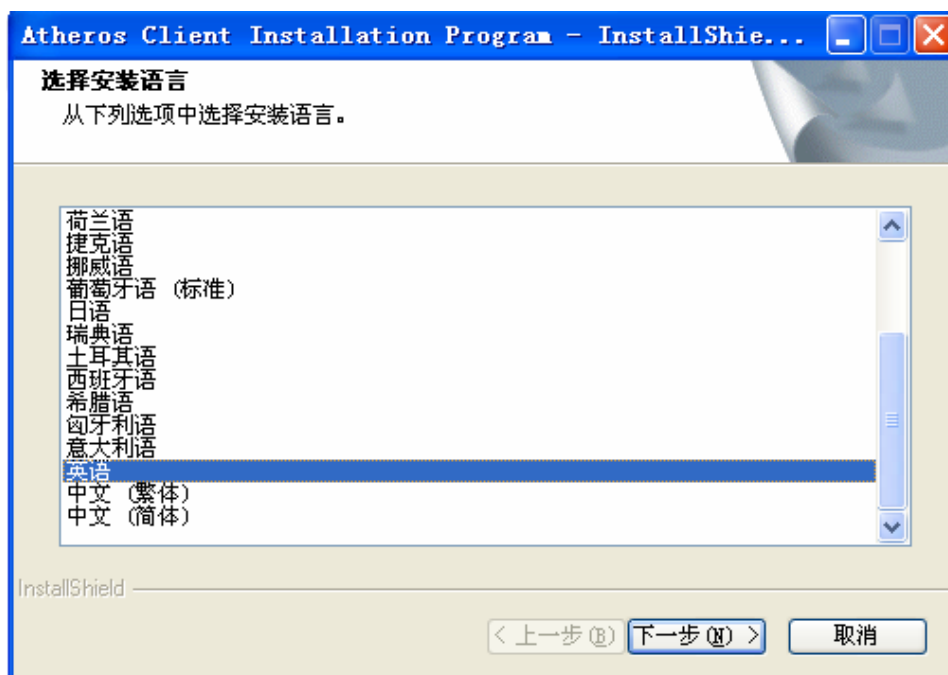 Atheros Client Installation Program - InstallShie...
选择安装语言
从下列选项中选择安装语言。
荷兰语
捷克语
挪威语
葡萄牙语 (标准)
日语
瑞典语
土耳其语
西班牙语
希腊语
匈牙利语
意大利语
英语
中文 (繁体)
中文 (简体)
InstallShield
< 上一步(B) 下一步(N) > 取消